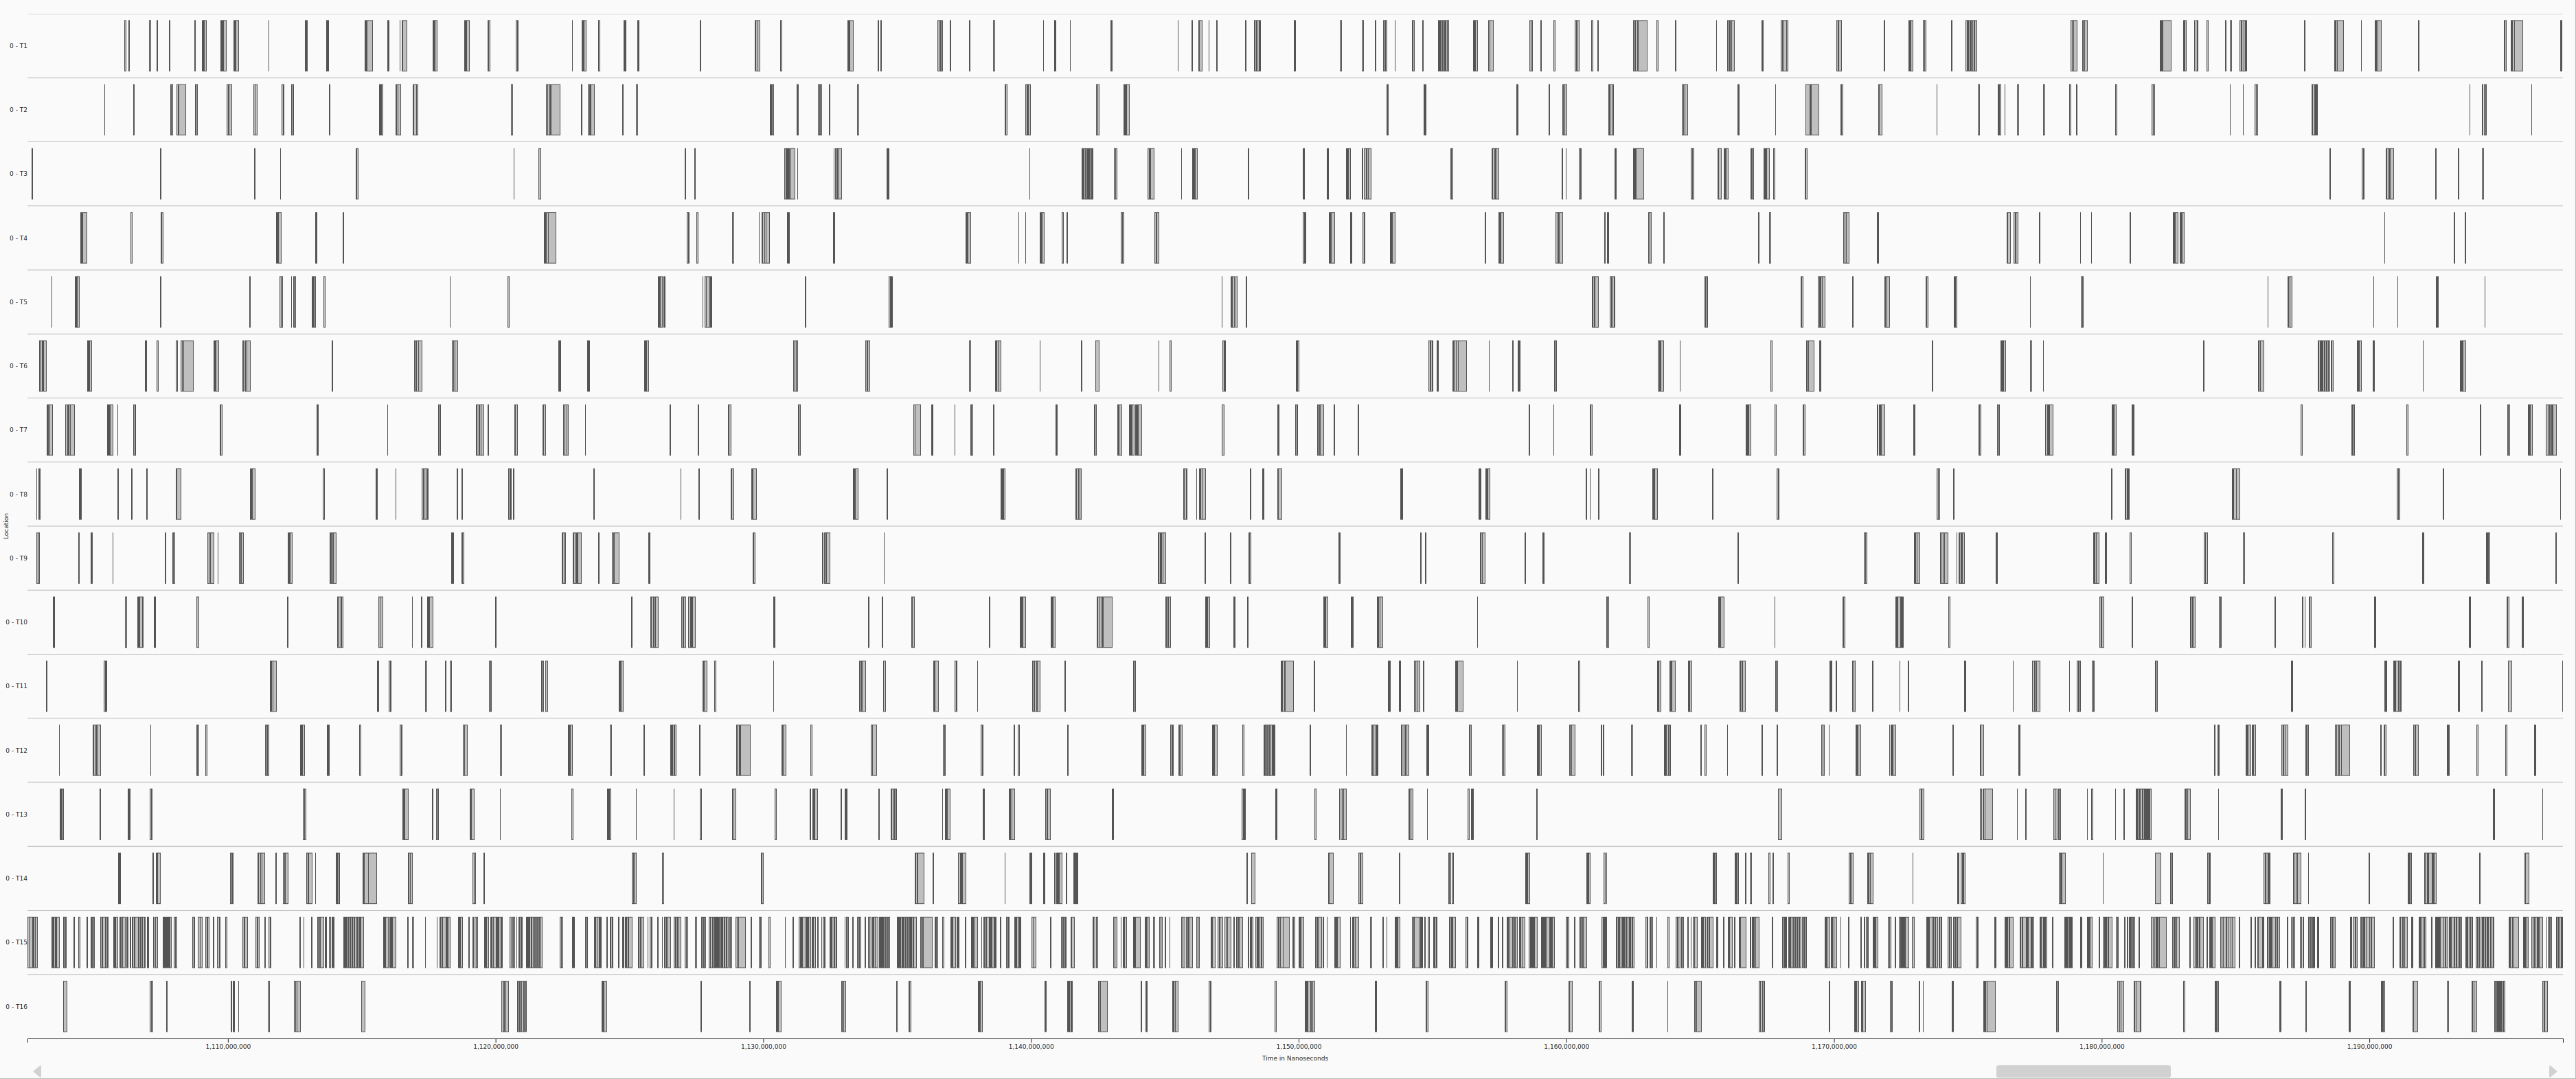 0 - T1
0 - T2
0 - T3
0 - T4
0 - T5
0 - T6
0 - T7
0 - T8
Location
0 - T9
0 - T10
0 - T11
0 - T12
0 - T13
0 - T14
0 - T15
0 - T16
1,110,000,000 1,120,000,000 1,130,000,000 1,140,000,000 1,150,000,000 1,160,000,000 1,170,000,000 1,180,000,000 1,190,000,000
Time in Nanoseconds